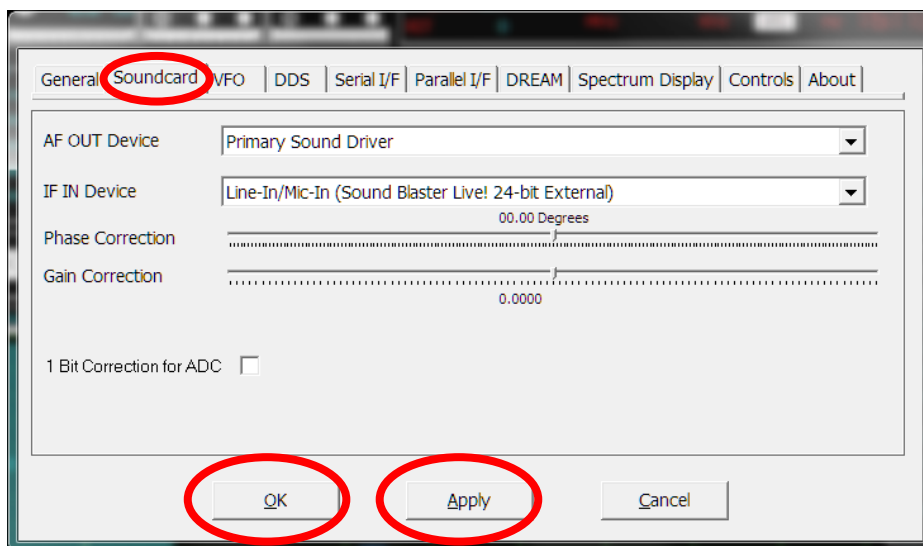 General Soundcard VFO DDS Serial I/F Parallel I/F DREAM Spectrum Display Controls About
AF OUT Device Primary Sound Driver
IF IN Device Line-In/Mic-In (Sound Blaster Live! 24-bit External)
00.00 Degrees
Phase Correction
Gain Correction
0.0000
1 Bit Correction for ADC
OK Apply Cancel